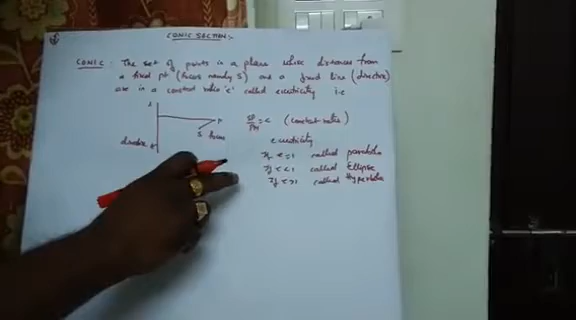 CONIC SECTION:-
CONIC : The set of points in a plane whose distances from
a fixed pt (focus namely S) and a fixed line (directrix)
are in a constant ratio 'e' called eccentricity i.e
SP/PM = e (constant ratio)
P
S focus
directrix
eccentricity
If e = 1 called parabola
If e < 1 called Ellipse
If e > 1 called Hyperbola